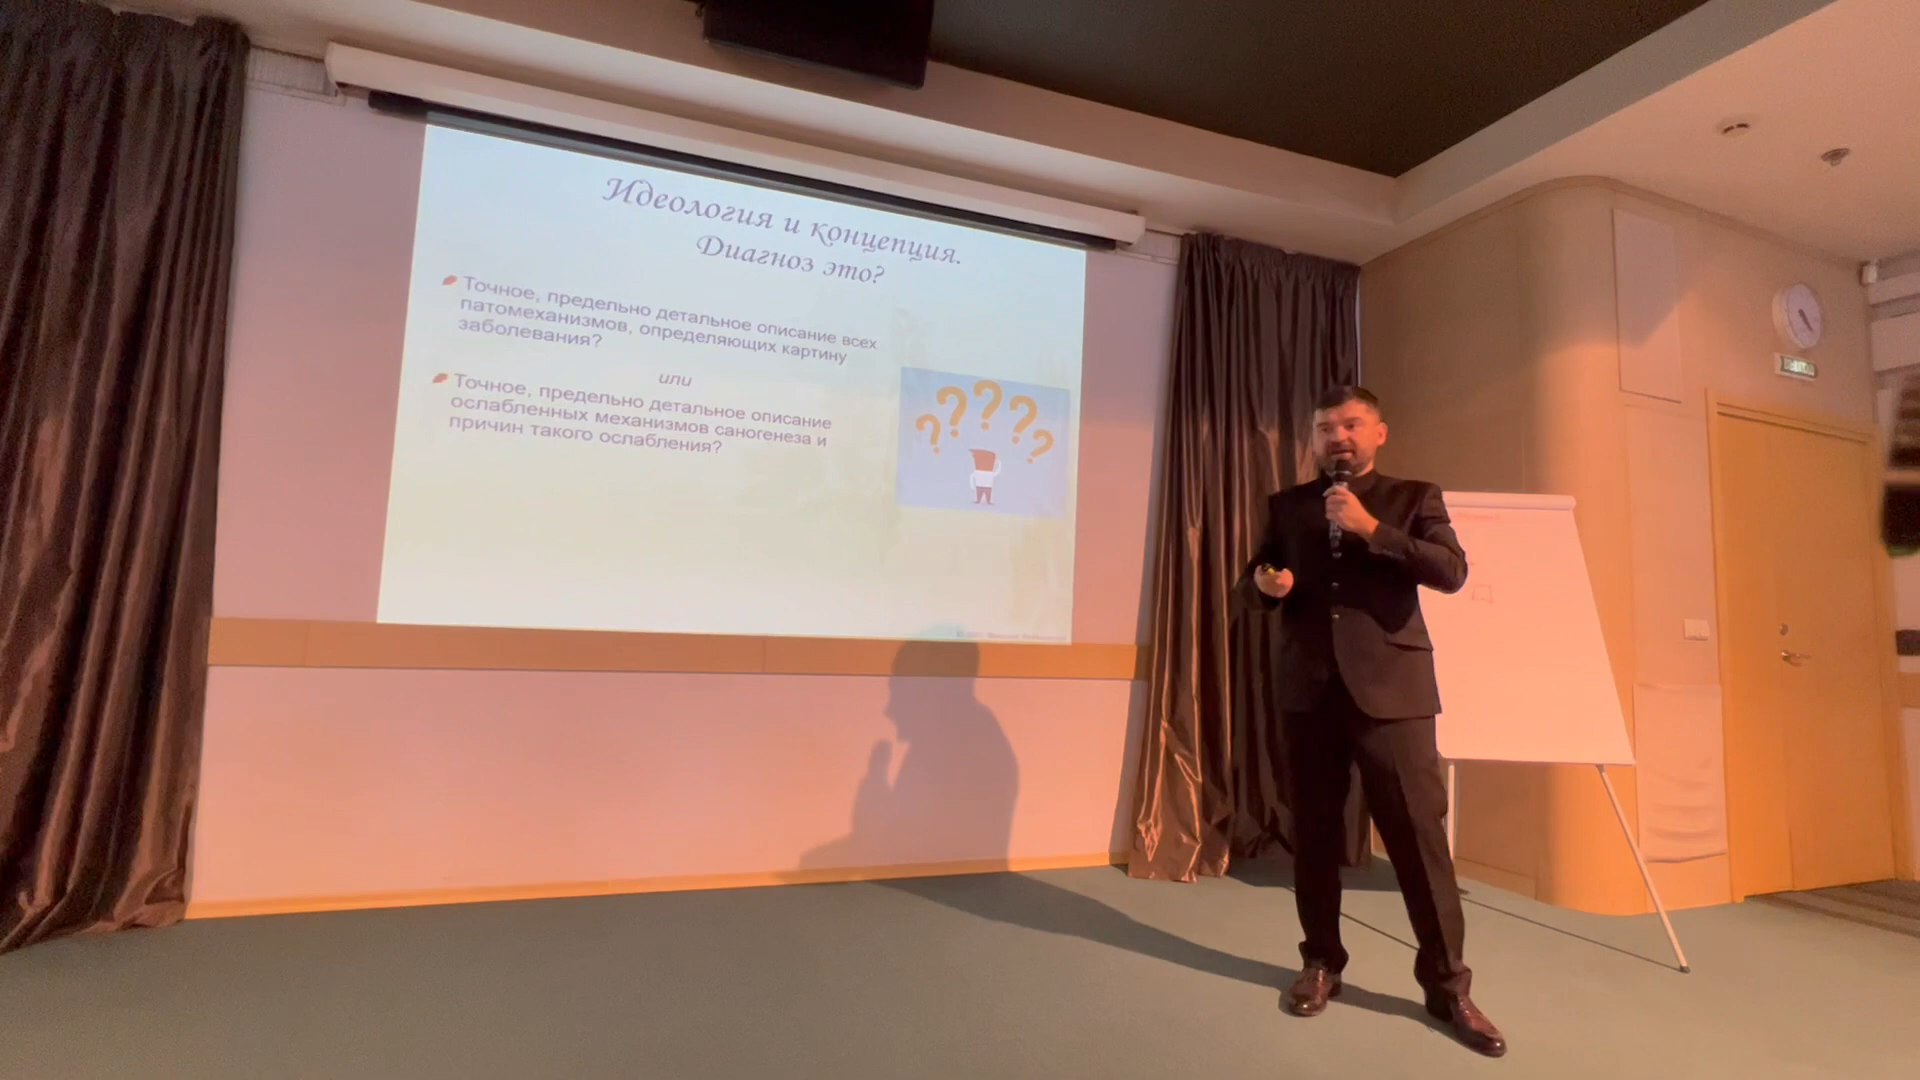 Идеология и концепция.
Диагноз это?
Точное, предельно детальное описание всех
патомеханизмов, определяющих картину
заболевания?
или
Точное, предельно детальное описание
ослабленных механизмов саногенеза и
причин такого ослабления?
? ? ? ? ?